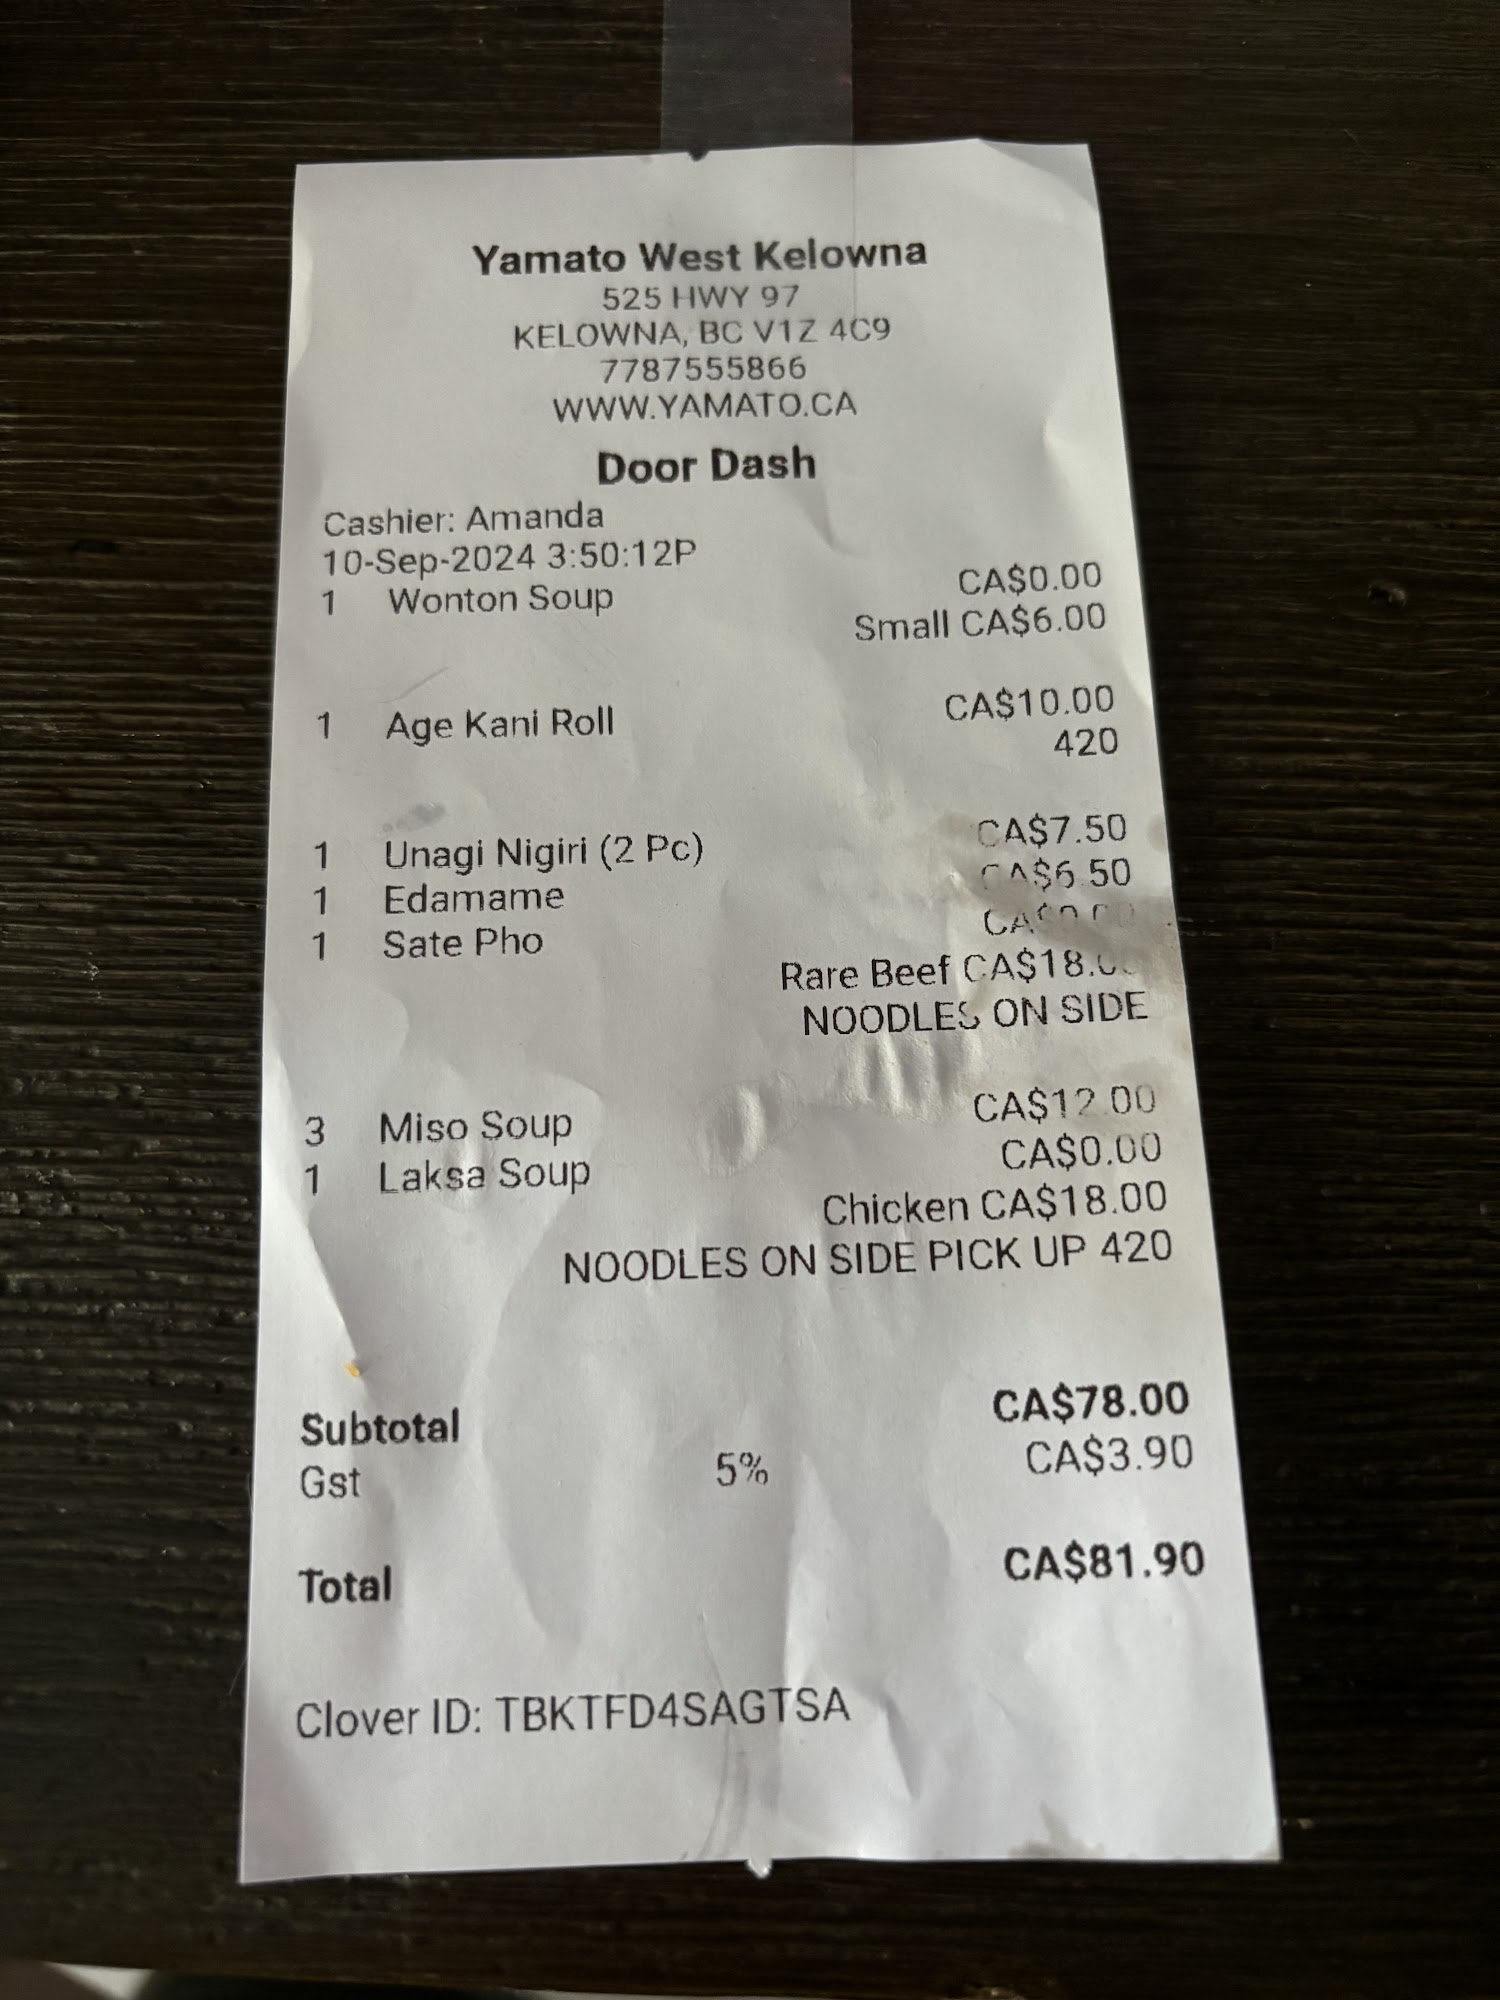 Yamato West Kelowna
525 HWY 97
KELOWNA, BC V1Z 4C9
7787555866
WWW.YAMATO.CA
Door Dash
Cashier: Amanda
10-Sep-2024 3:50:12P
1 Wonton Soup CA$0.00
Small CA$6.00
1 Age Kani Roll CA$10.00
420
1 Unagi Nigiri (2 Pc) CA$7.50
1 Edamame CA$6.50
1 Sate Pho
Rare Beef
NOODLES ON SIDE
3 Miso Soup CA$12.00
1 Laksa Soup CA$0.00
Chicken CA$18.00
NOODLES ON SIDE PICK UP 420
Subtotal CA$78.00
Gst 5% CA$3.90
Total CA$81.90
Clover ID: TBKTFD4SAGTSA